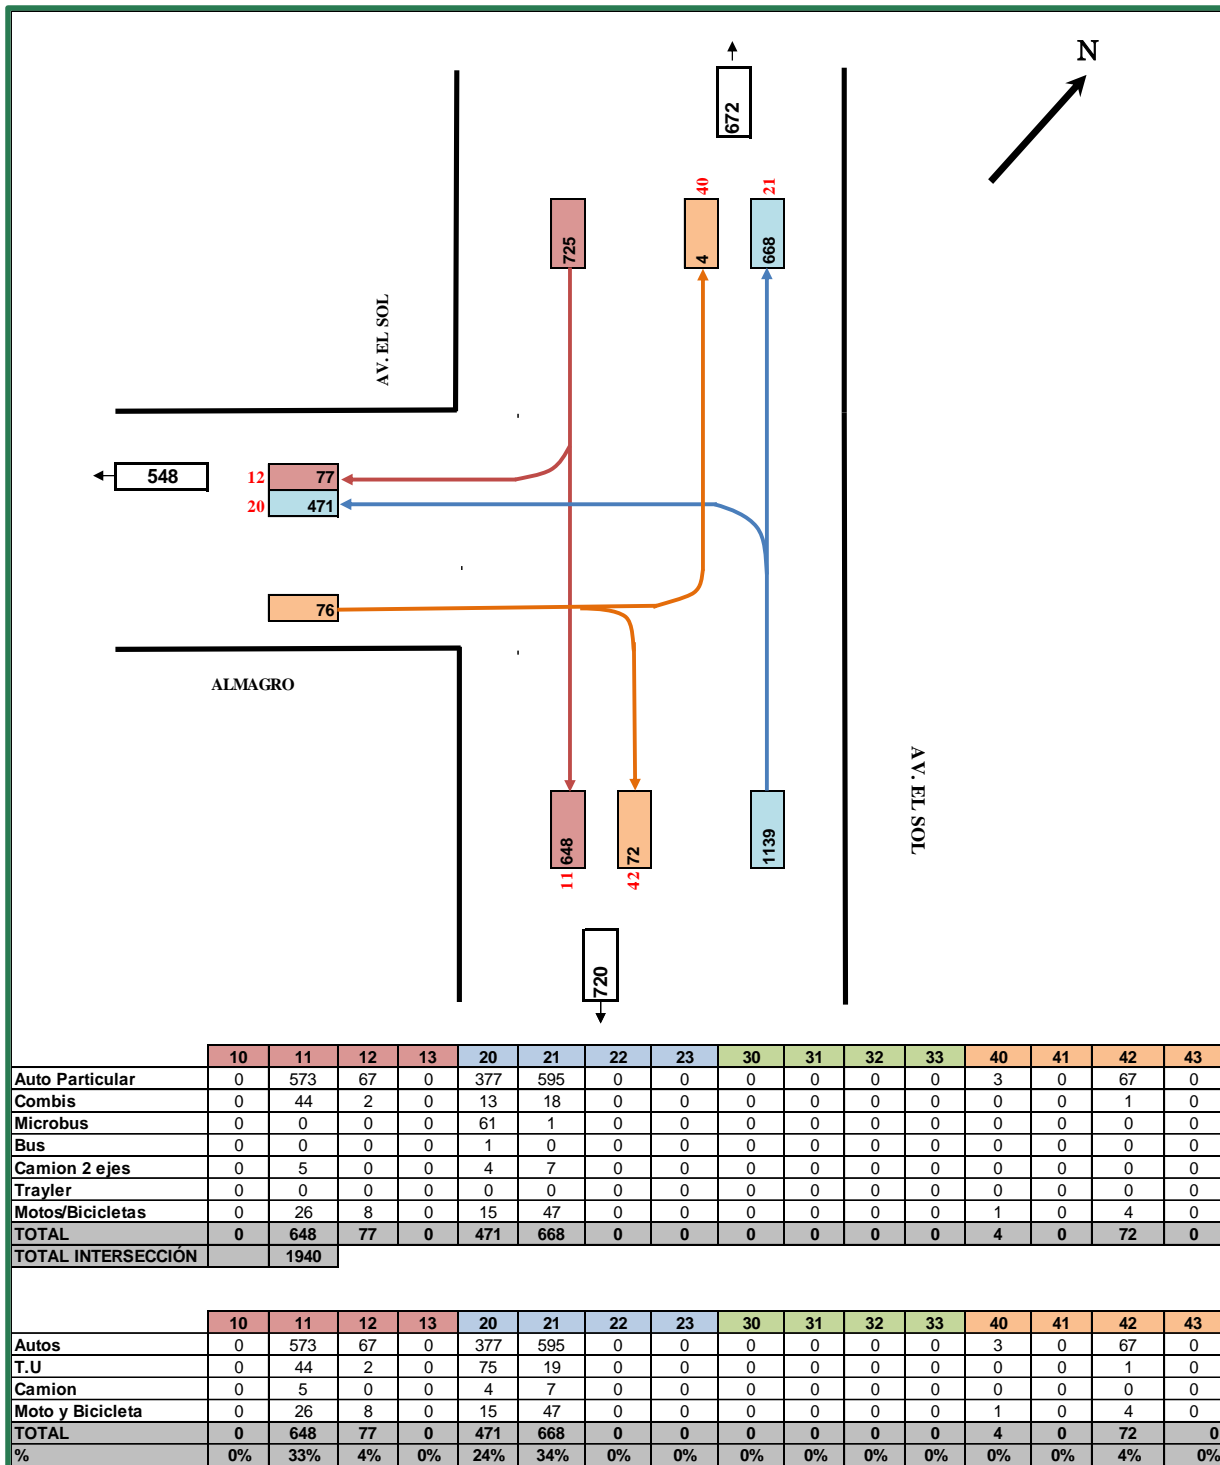 N
672
40
21
725
4
668
AV. EL SOL
548
12
77
20
471
76
ALMAGRO
AV. EL SOL
648
72
1139
11
42
720
10 11 12 13 20 21 22 23 30 31 32 33 40 41 42 43
Auto Particular 0 573 67 0 377 595 0 0 0 0 0 0 3 0 67 0
Combis 0 44 2 0 13 18 0 0 0 0 0 0 0 0 1 0
Microbus 0 0 0 0 61 1 0 0 0 0 0 0 0 0 0 0
Bus 0 0 0 0 1 0 0 0 0 0 0 0 0 0 0 0
Camion 2 ejes 0 5 0 0 4 7 0 0 0 0 0 0 0 0 0 0
Trayler 0 0 0 0 0 0 0 0 0 0 0 0 0 0 0 0
Motos/Bicicletas 0 26 8 0 15 47 0 0 0 0 0 0 1 0 4 0
TOTAL 0 648 77 0 471 668 0 0 0 0 0 0 4 0 72 0
TOTAL INTERSECCIÓN 1940
10 11 12 13 20 21 22 23 30 31 32 33 40 41 42 43
Autos 0 573 67 0 377 595 0 0 0 0 0 0 3 0 67 0
T.U 0 44 2 0 75 19 0 0 0 0 0 0 0 0 1 0
Camion 0 5 0 0 4 7 0 0 0 0 0 0 0 0 0 0
Moto y Bicicleta 0 26 8 0 15 47 0 0 0 0 0 0 1 0 4 0
TOTAL 0 648 77 0 471 668 0 0 0 0 0 0 4 0 72 0
% 0% 33% 4% 0% 24% 34% 0% 0% 0% 0% 0% 0% 0% 0% 4% 0%